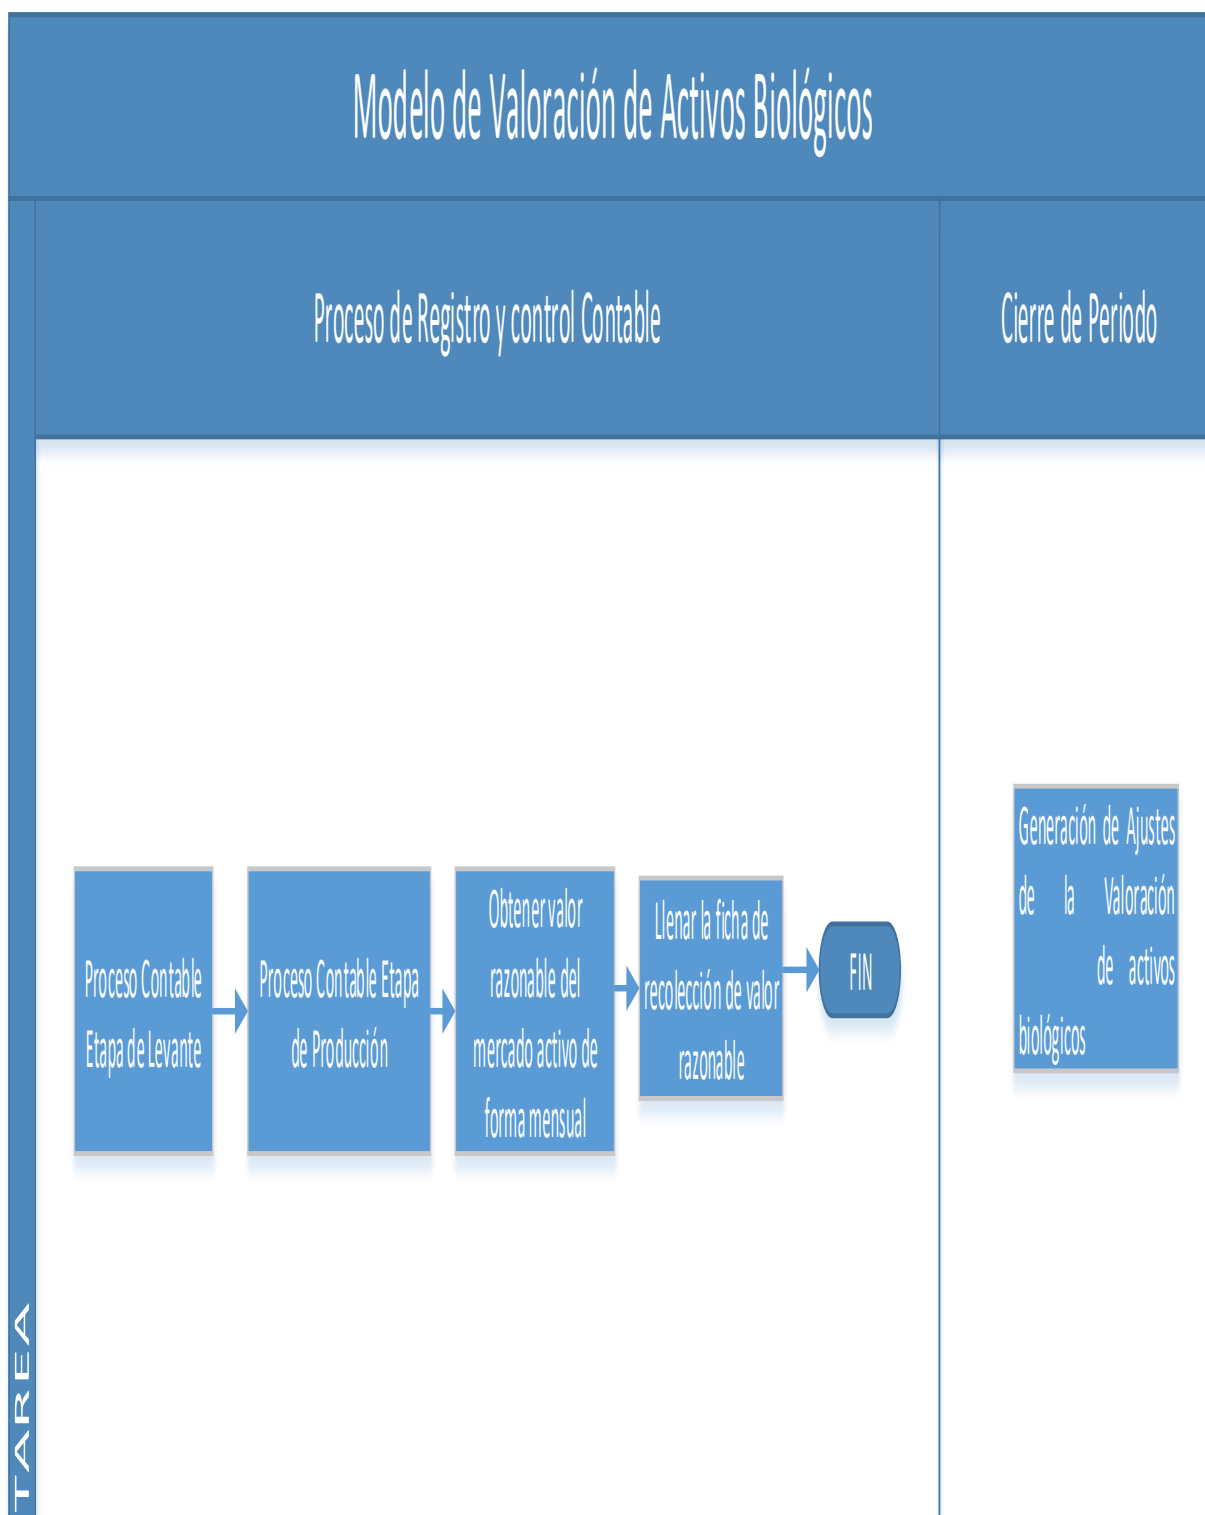 Modelo de Valoración de Activos Biológicos
Proceso de Registro y control Contable
Cierre de Periodo
TAREA
Proceso Contable
Etapa de Levante
Proceso Contable Etapa
de Producción
Obtener valor
razonable del
mercado activo de
forma mensual
Llenar la ficha de
recolección de valor
razonable
FIN
Generación de Ajustes
de la Valoración
de activos
biológicos